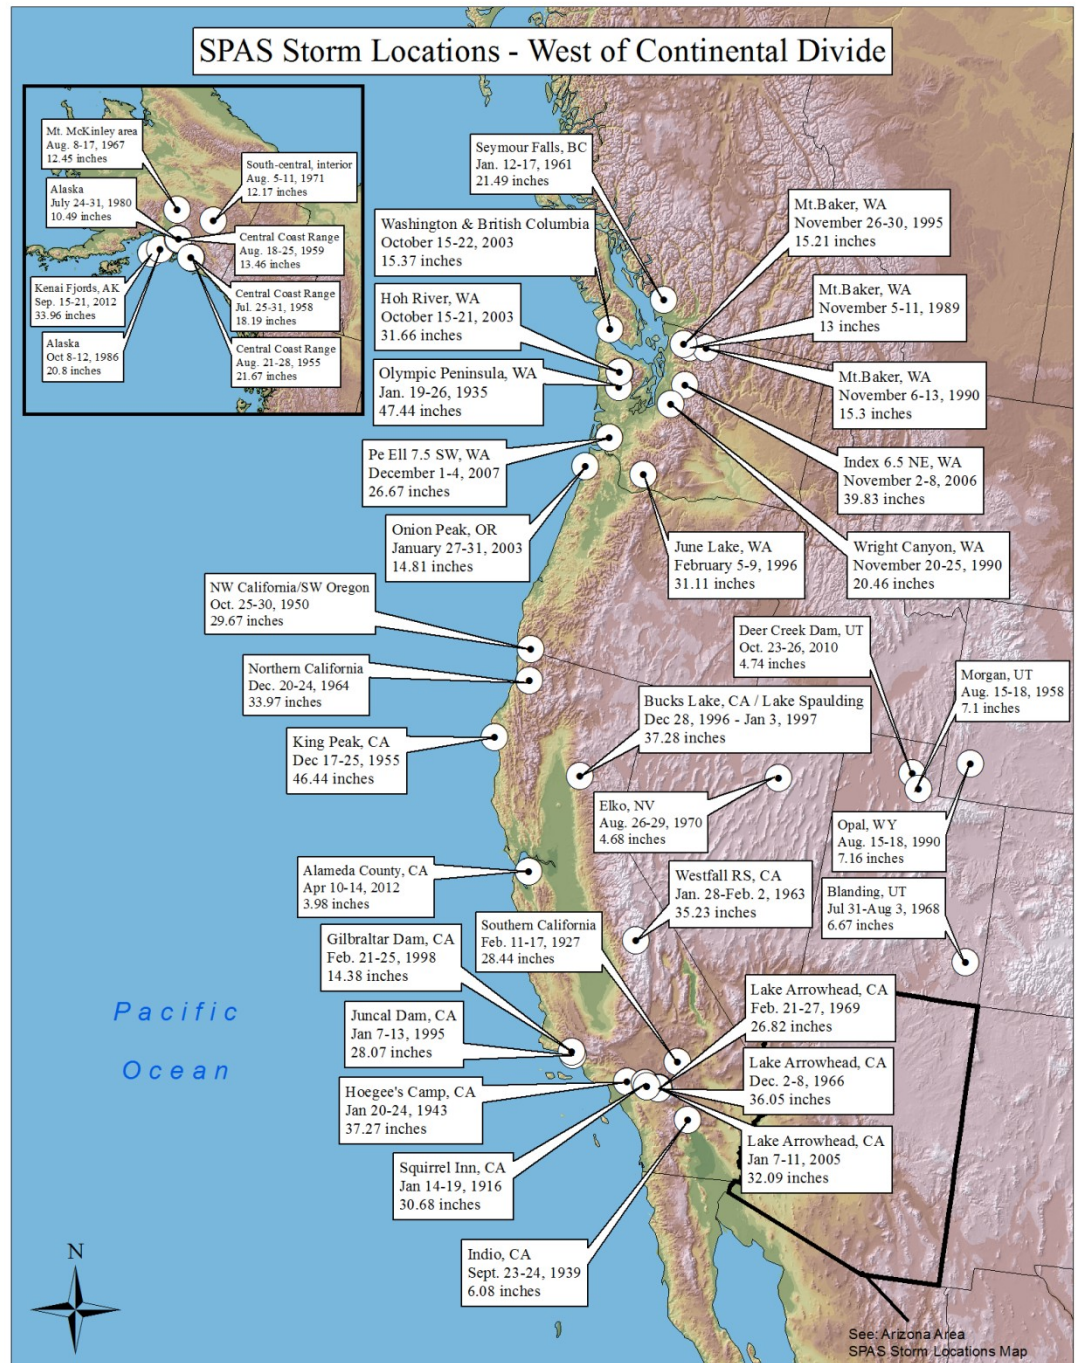 SPAS Storm Locations - West of Continental Divide
Mt. McKinley area
Aug. 8-17, 1967
12.45 inches
South-central, interior
Aug. 5-11, 1971
12.17 inches
Alaska
July 24-31, 1980
10.49 inches
Central Coast Range
Aug. 18-25, 1959
13.46 inches
Kenai Fjords, AK
Sep. 15-21, 2012
33.96 inches
Central Coast Range
Jul. 25-31, 1958
18.19 inches
Alaska
Oct 8-12, 1986
20.8 inches
Central Coast Range
Aug. 21-28, 1955
21.67 inches
Seymour Falls, BC
Jan. 12-17, 1961
21.49 inches
Washington & British Columbia
October 15-22, 2003
15.37 inches
Mt.Baker, WA
November 26-30, 1995
15.21 inches
Hoh River, WA
October 15-21, 2003
31.66 inches
Mt.Baker, WA
November 5-11, 1989
13 inches
Olympic Peninsula, WA
Jan. 19-26, 1935
47.44 inches
Mt.Baker, WA
November 6-13, 1990
15.3 inches
Pe Ell 7.5 SW, WA
December 1-4, 2007
26.67 inches
Index 6.5 NE, WA
November 2-8, 2006
39.83 inches
Onion Peak, OR
January 27-31, 2003
14.81 inches
June Lake, WA
February 5-9, 1996
31.11 inches
Wright Canyon, WA
November 20-25, 1990
20.46 inches
NW California/SW Oregon
Oct. 25-30, 1950
29.67 inches
Deer Creek Dam, UT
Oct. 23-26, 2010
4.74 inches
Northern California
Dec. 20-24, 1964
33.97 inches
Morgan, UT
Aug. 15-18, 1958
7.1 inches
Bucks Lake, CA / Lake Spaulding
Dec 28, 1996 - Jan 3, 1997
37.28 inches
King Peak, CA
Dec 17-25, 1955
46.44 inches
Elko, NV
Aug. 26-29, 1970
4.68 inches
Opal, WY
Aug. 15-18, 1990
7.16 inches
Alameda County, CA
Apr 10-14, 2012
3.98 inches
Westfall RS, CA
Jan. 28-Feb. 2, 1963
35.23 inches
Blanding, UT
Jul 31-Aug 3, 1968
6.67 inches
Southern California
Feb. 11-17, 1927
28.44 inches
Gilbraltar Dam, CA
Feb. 21-25, 1998
14.38 inches
Lake Arrowhead, CA
Feb. 21-27, 1969
26.82 inches
Juncal Dam, CA
Jan 7-13, 1995
28.07 inches
Pacific
Ocean
Lake Arrowhead, CA
Dec. 2-8, 1966
36.05 inches
Hoegee's Camp, CA
Jan 20-24, 1943
37.27 inches
Lake Arrowhead, CA
Jan 7-11, 2005
32.09 inches
Squirrel Inn, CA
Jan 14-19, 1916
30.68 inches
Indio, CA
Sept. 23-24, 1939
6.08 inches
N
See: Arizona Area
SPAS Storm Locations Map